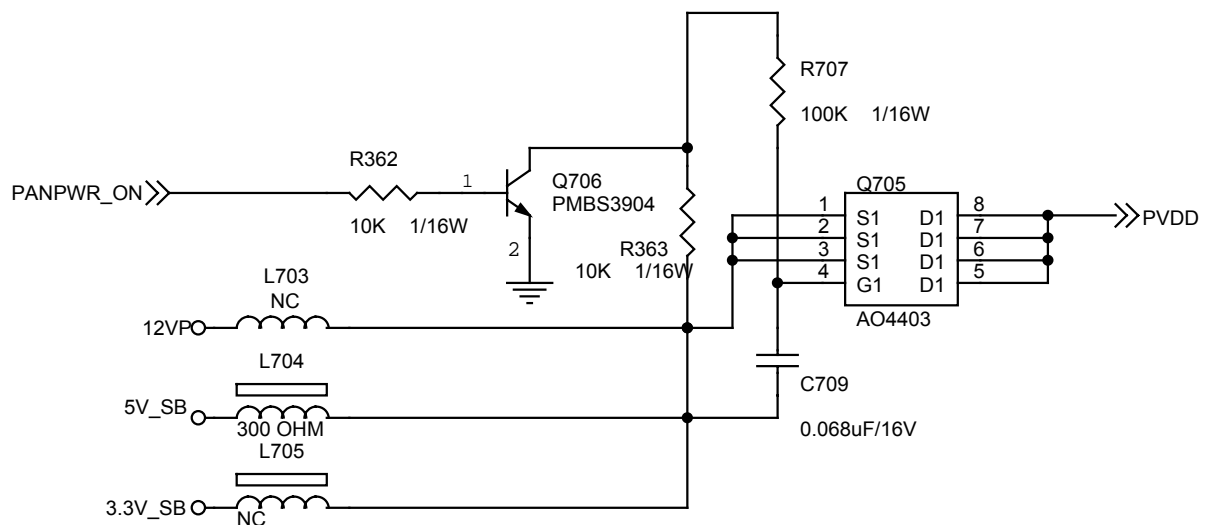 R707
100K 1/16W
R362
PANPWR_ON
1
10K 1/16W
Q706
PMBS3904
2
R363
10K 1/16W
Q705
1 S1 D1 8
2 S1 D1 7
3 S1 D1 6
4 G1 D1 5
AO4403
PVDD
L703
NC
12VP
L704
5V_SB
300 OHM
C709
0.068uF/16V
L705
3.3V_SB
NC